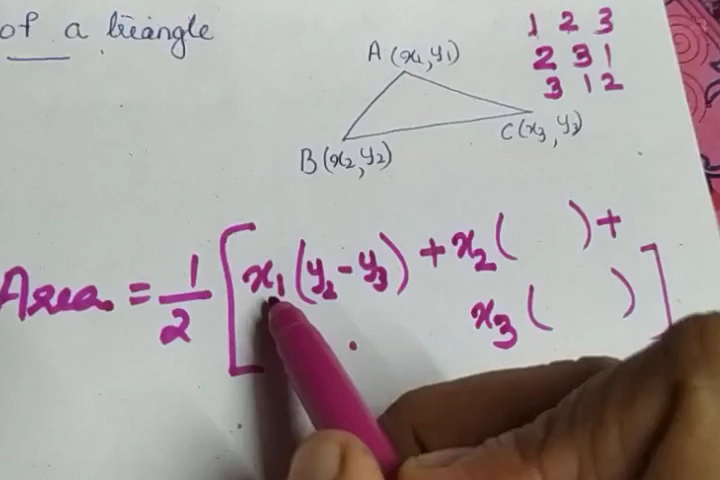 of a triangle
1 2 3
2 3 1
3 1 2
A(x1,y1)
B(x2,y2)
C(x3,y3)
Area = 1/2 [x1(y2-y3) + x2(   ) +
x3(   )]